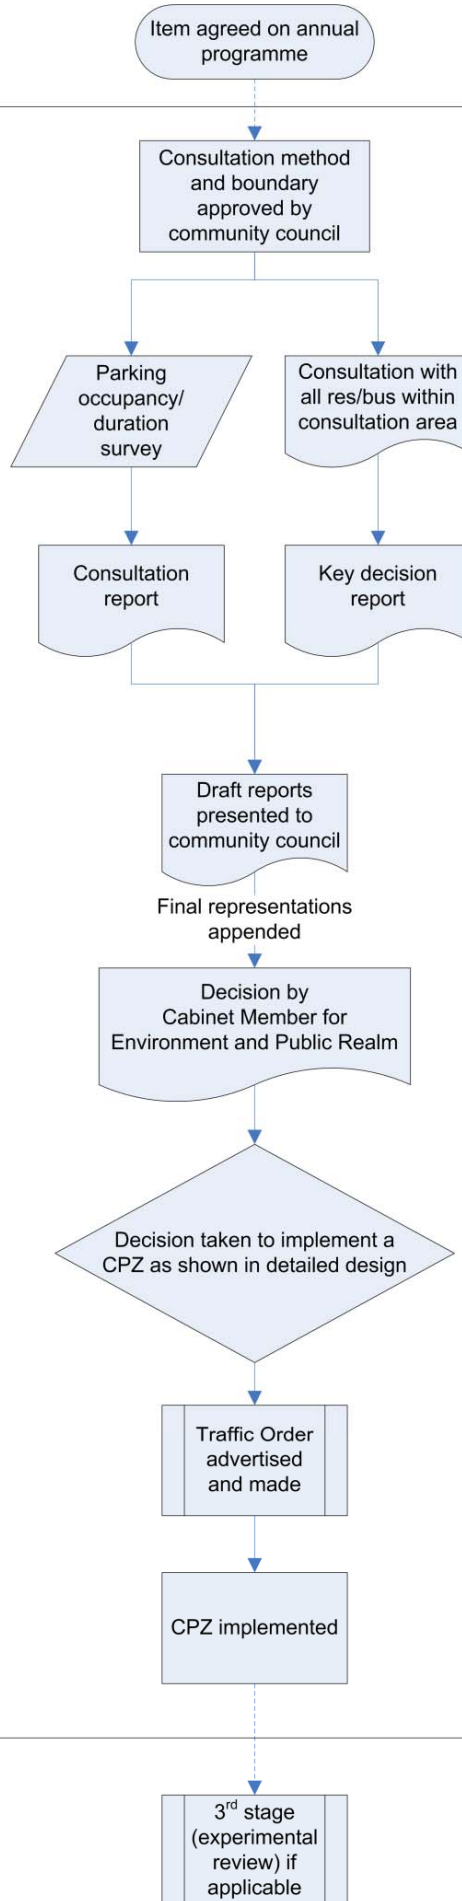 Item agreed on annual
programme
Consultation method
and boundary
approved by
community council
Parking
occupancy/
duration
survey
Consultation with
all res/bus within
consultation area
Consultation
report
Key decision
report
Draft reports
presented to
community council
Final representations
appended
Decision by
Cabinet Member for
Environment and Public Realm
Decision taken to implement a
CPZ as shown in detailed design
Traffic Order
advertised
and made
CPZ implemented
3rd stage
(experimental
review) if
applicable